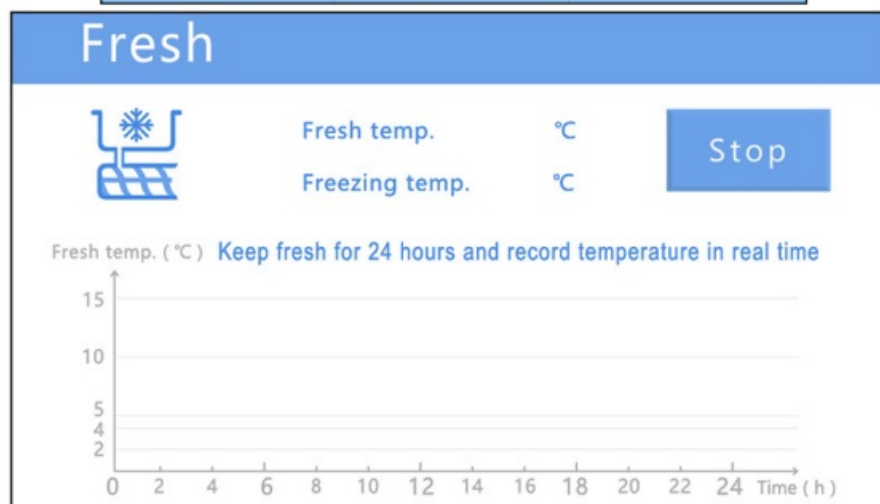 Fresh
Fresh temp. ℃
Stop
Freezing temp. ℃
Fresh temp. ( ℃ ) Keep fresh for 24 hours and record temperature in real time
15
10
5
4
2
0 2 4 6 8 10 12 14 16 18 20 22 24 Time ( h )